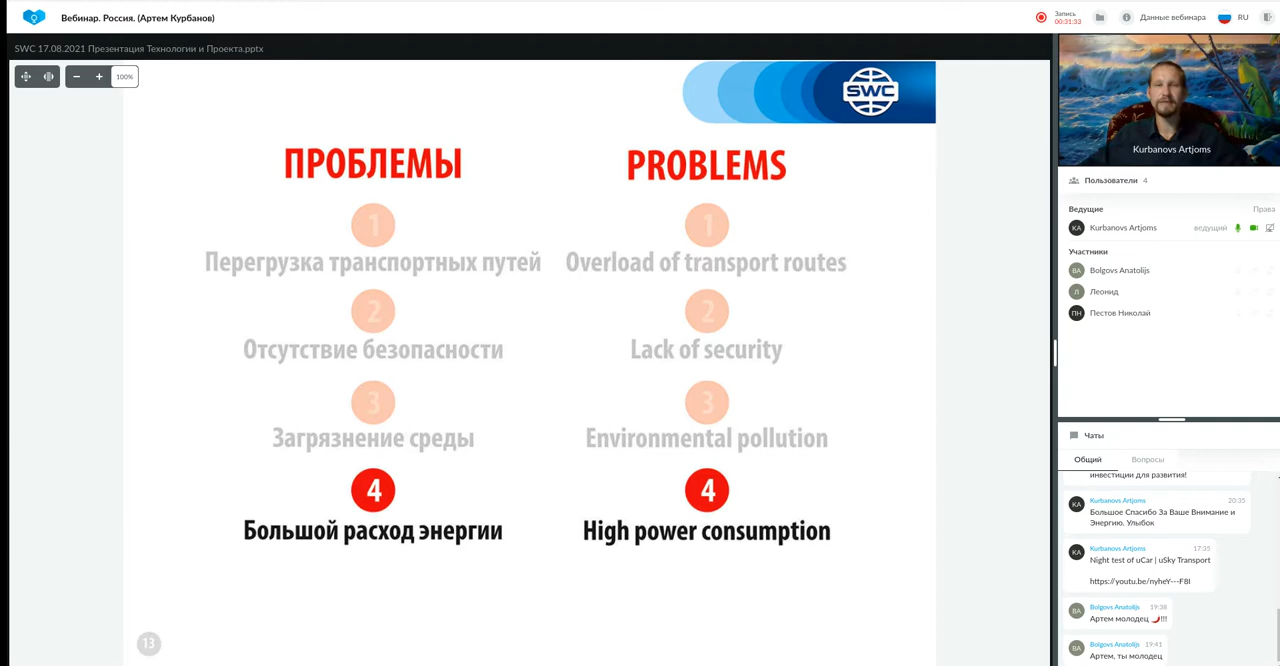 Вебинар. Россия. (Артем Курбанов)
Запись
00:31:33
Данные вебинара
RU
SWC 17.08.2021 Презентация Технологии и Проекта.pptx
100%
SWC
ПРОБЛЕМЫ
1
Перегрузка транспортных путей
2
Отсутствие безопасности
3
Загрязнение среды
4
Большой расход энергии
PROBLEMS
1
Overload of transport routes
2
Lack of security
3
Environmental pollution
4
High power consumption
13
Kurbanovs Artjoms
Пользователи 4
Ведущие Права
KA Kurbanovs Artjoms ведущий
Участники
BA Bolgovs Anatolijs
Л Леонид
ПН Пестов Николай
Чаты
Общий Вопросы
инвестиции для развития!
KA Kurbanovs Artjoms 20:35
Большое Спасибо За Ваше Внимание и
Энергию. Улыбок
KA Kurbanovs Artjoms 17:35
Night test of uCar | uSky Transport
https://youtu.be/nyheY---F8I
BA Bolgovs Anatolijs 19:38
Артем молодец 🌶️!!!
BA Bolgovs Anatolijs 19:41
Артем, ты молодец